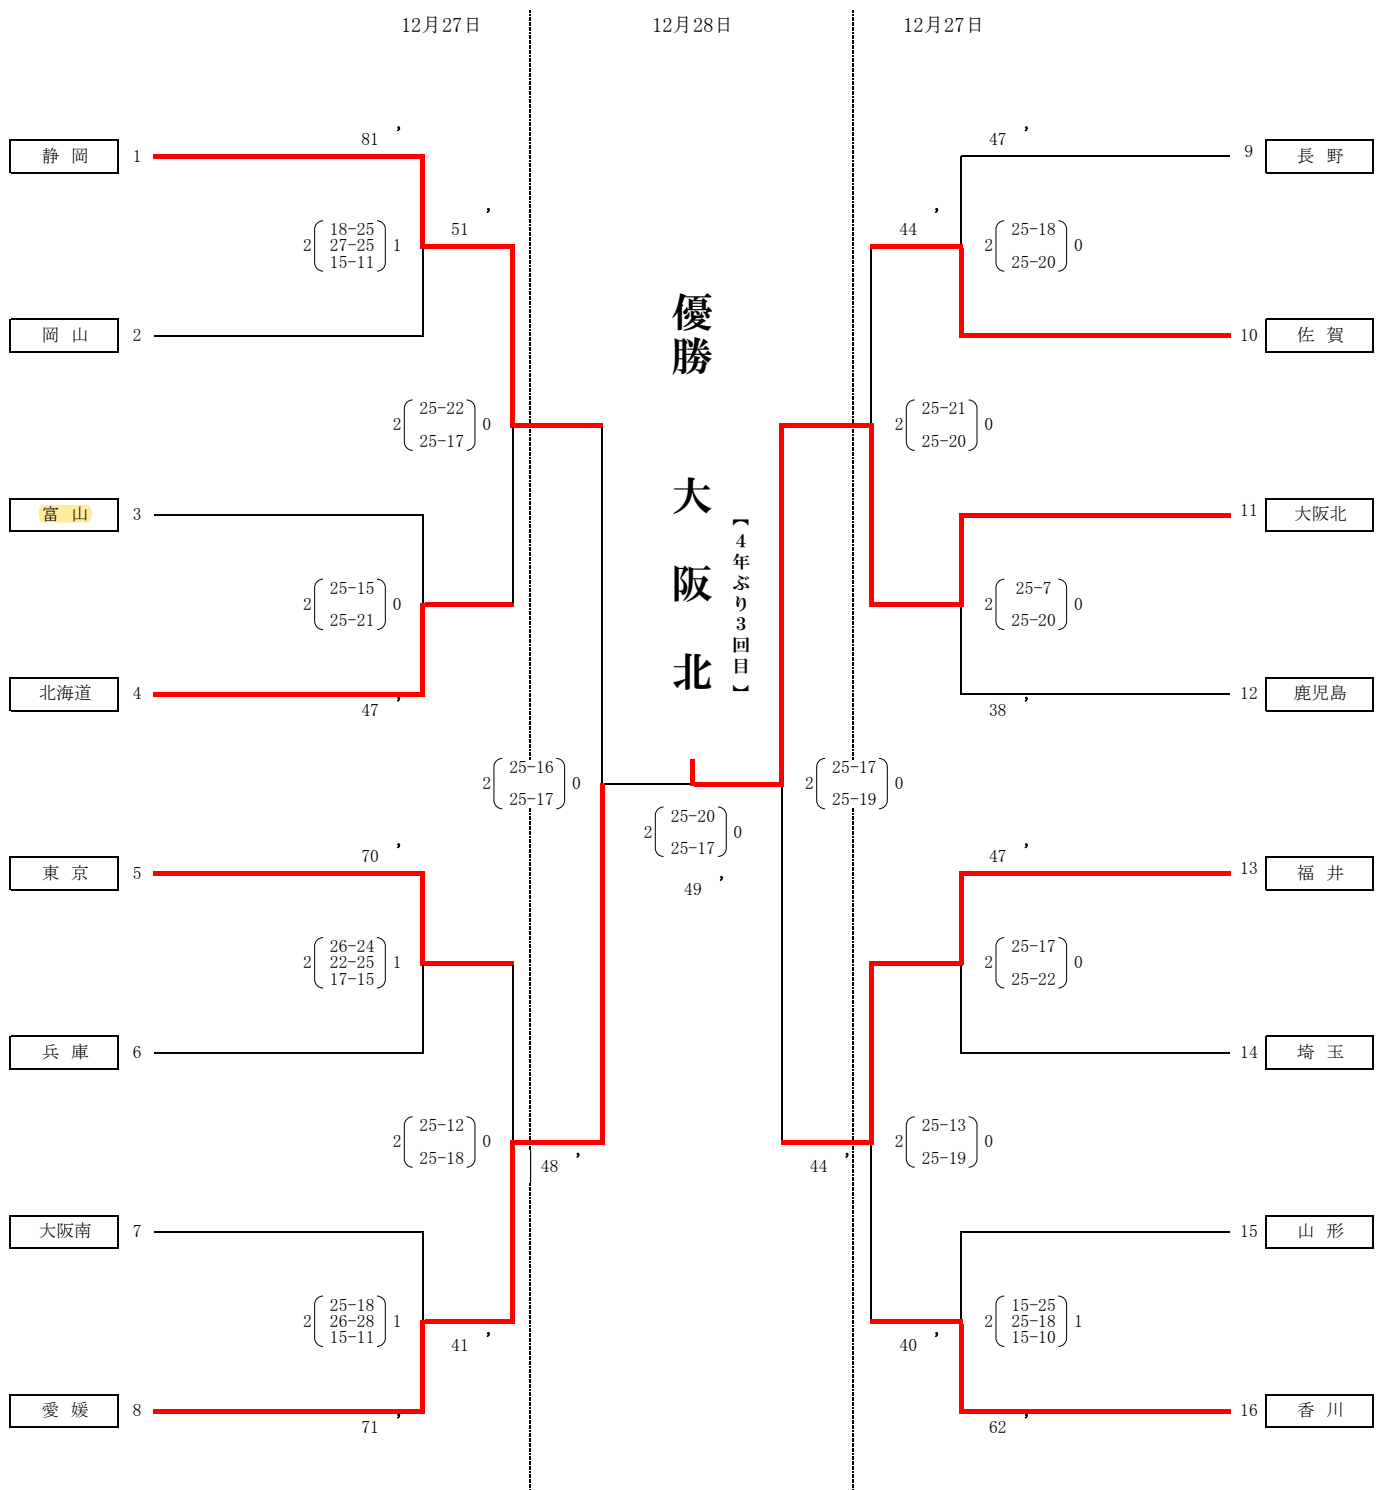 12月27日 12月28日 12月27日
81 ’ 47 ’
静 岡 1 9 長 野
51 ’ 44 ’
2 18-25 27-25 15-11 1
2 25-18 25-20 0
岡 山 2 10 佐 賀
優勝 大阪北
【4年ぶり3回目】
2 25-22 25-17 0
2 25-21 25-20 0
富 山 3 11 大阪北
2 25-15 25-21 0
2 25-7 25-20 0
北海道 4 12 鹿児島
47 ’ 38 ’
2 25-16 25-17 0
2 25-17 25-19 0
2 25-20 25-17 0
49 ’
70 ’ 47 ’
東 京 5 13 福 井
2 26-24 22-25 17-15 1
2 25-17 25-22 0
兵 庫 6 14 埼 玉
2 25-12 25-18 0
2 25-13 25-19 0
48 ’ 44 ’
大阪南 7 15 山 形
2 25-18 26-28 15-11 1
2 15-25 25-18 15-10 1
41 ’ 40 ’
愛 媛 8 16 香 川
71 ’ 62 ’